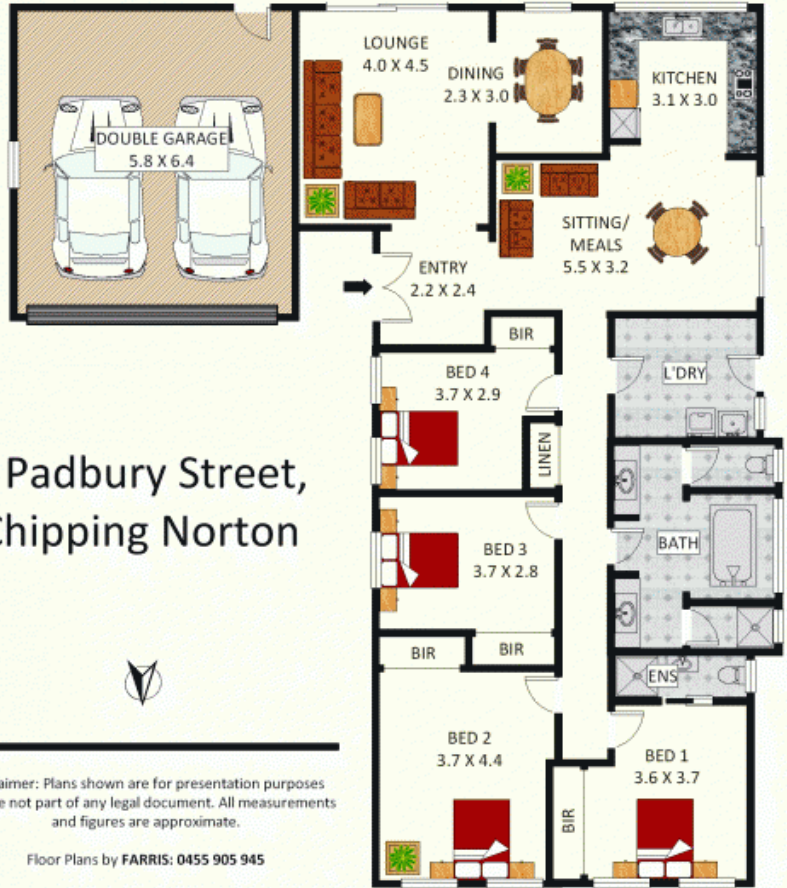 LOUNGE
4.0 X 4.5
DINING
2.3 X 3.0
KITCHEN
3.1 X 3.0
DOUBLE GARAGE
5.8 X 6.4
SITTING/
MEALS
5.5 X 3.2
ENTRY
2.2 X 2.4
BIR
BED 4
3.7 X 2.9
L'DRY
LINEN
Padbury Street,
Chipping Norton
BED 3
3.7 X 2.8
BATH
BIR
BIR
ENS
BED 2
3.7 X 4.4
BED 1
3.6 X 3.7
BIR
Plans shown are for presentation purposes
not part of any legal document. All measurements
and figures are approximate.
Floor Plans by FARRIS: 0455 905 945